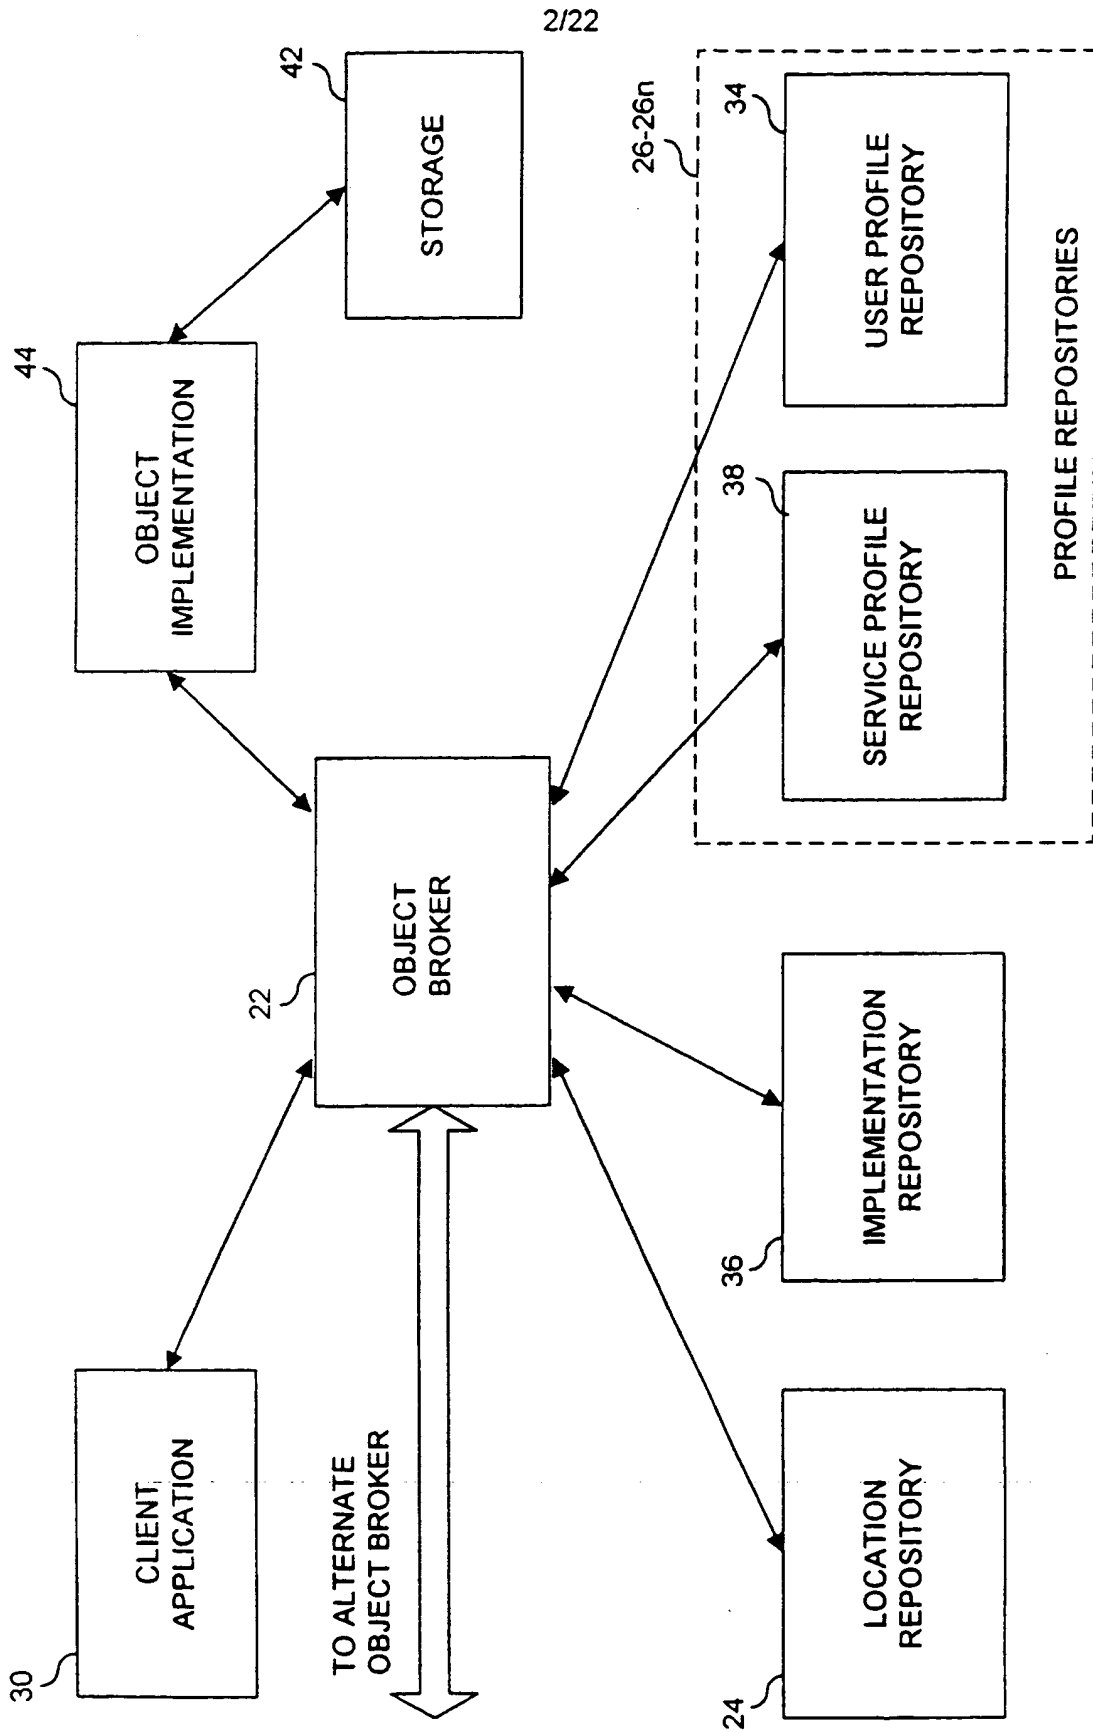 2/22
30
CLIENT
APPLICATION
44
OBJECT
IMPLEMENTATION
42
STORAGE
TO ALTERNATE
OBJECT BROKER
22
OBJECT
BROKER
26-26n
24
LOCATION
REPOSITORY
36
IMPLEMENTATION
REPOSITORY
38
SERVICE PROFILE
REPOSITORY
34
USER PROFILE
REPOSITORY
PROFILE REPOSITORIES